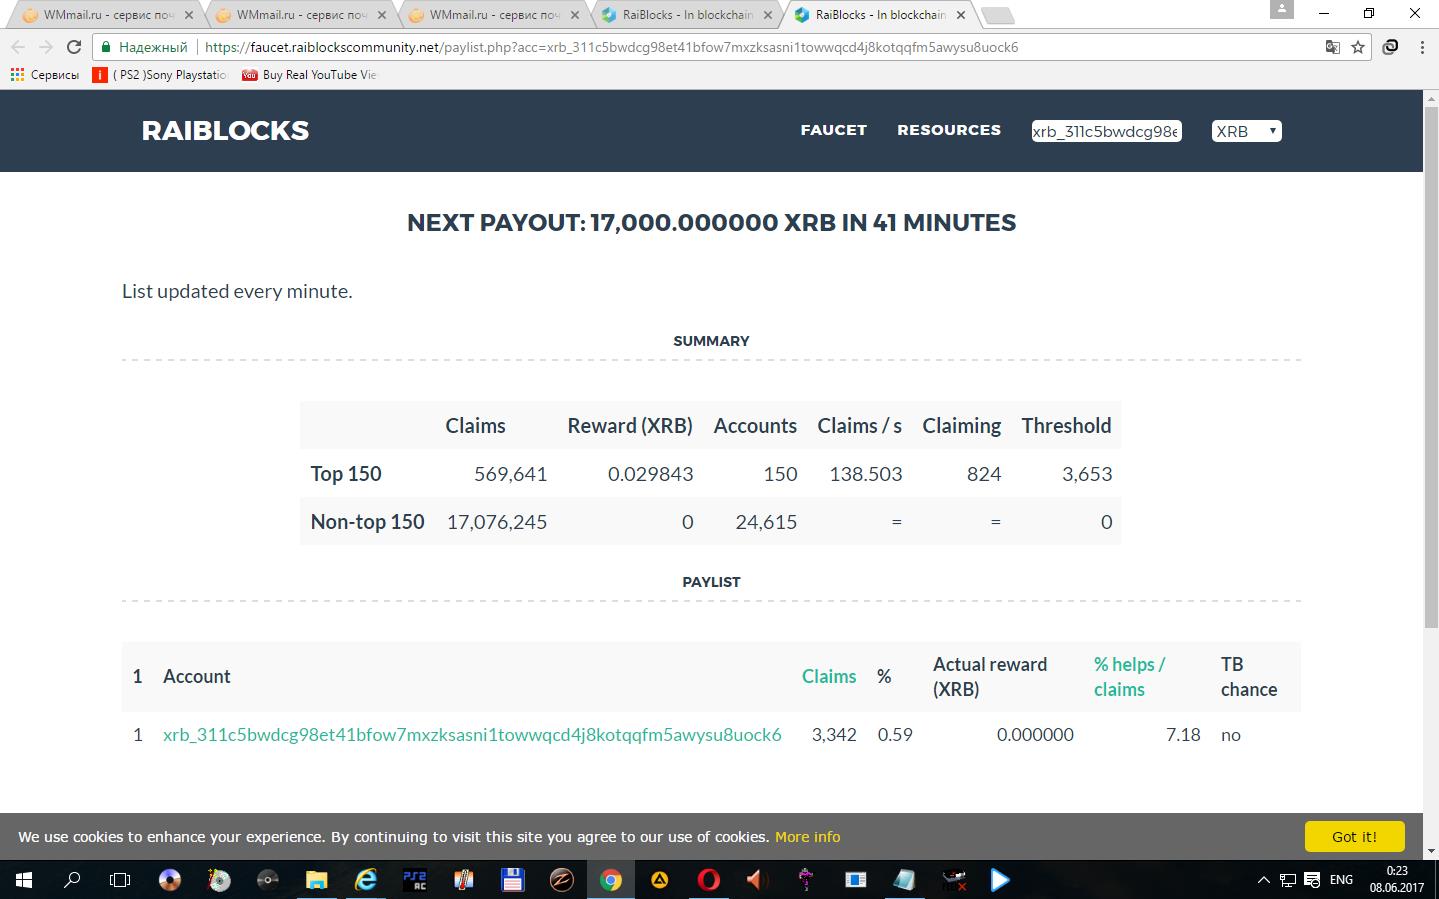 WMmail.ru - сервис поч
WMmail.ru - сервис поч
WMmail.ru - сервис поч
RaiBlocks - In blockchain
RaiBlocks - In blockchain
Надежный
https://faucet.raiblockscommunity.net/paylist.php?acc=xrb_311c5bwdcg98et41bfow7mxzksasni1towwqcd4j8kotqqfm5awysu8uock6
Сервисы
( PS2 )Sony Playstatio
You
Buy Real YouTube Vie
RAIBLOCKS
FAUCET
RESOURCES
xrb_311c5bwdcg98e
XRB
NEXT PAYOUT: 17,000.000000 XRB IN 41 MINUTES
List updated every minute.
SUMMARY
Claims Reward (XRB) Accounts Claims / s Claiming Threshold
Top 150 569,641 0.029843 150 138.503 824 3,653
Non-top 150 17,076,245 0 24,615 = = 0
PAYLIST
1 Account Claims % Actual reward (XRB) % helps / claims TB chance
1 xrb_311c5bwdcg98et41bfow7mxzksasni1towwqcd4j8kotqqfm5awysu8uock6 3,342 0.59 0.000000 7.18 no
We use cookies to enhance your experience. By continuing to visit this site you agree to our use of cookies. More info
Got it!
ENG
0:23
08.06.2017